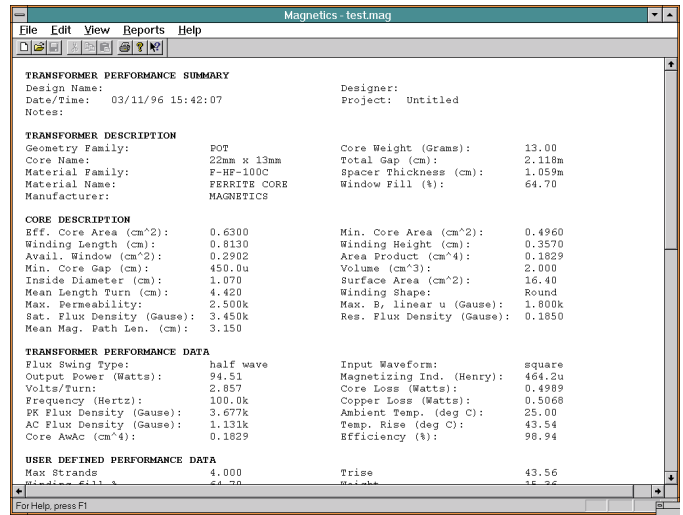 Magnetics - test.mag
File Edit View Reports Help
TRANSFORMER PERFORMANCE SUMMARY
Design Name: Designer:
Date/Time: 03/11/96 15:42:07 Project: Untitled
Notes:
TRANSFORMER DESCRIPTION
Geometry Family: POT Core Weight (Grams): 13.00
Core Name: 22mm x 13mm Total Gap (cm): 2.118m
Material Family: F-HF-100C Spacer Thickness (cm): 1.059m
Material Name: FERRITE CORE Window Fill (%): 64.70
Manufacturer: MAGNETICS
CORE DESCRIPTION
Eff. Core Area (cm^2): 0.6300 Min. Core Area (cm^2): 0.4960
Winding Length (cm): 0.8130 Winding Height (cm): 0.3570
Avail. Window (cm^2): 0.2902 Area Product (cm^4): 0.1829
Min. Core Gap (cm): 450.0u Volume (cm^3): 2.000
Inside Diameter (cm): 1.070 Surface Area (cm^2): 16.40
Mean Length Turn (cm): 4.420 Winding Shape: Round
Max. Permeability: 2.500k Max. B, linear u (Gause): 1.800k
Sat. Flux Density (Gause): 3.450k Res. Flux Density (Gause): 0.1850
Mean Mag. Path Len. (cm): 3.150
TRANSFORMER PERFORMANCE DATA
Flux Swing Type: half wave Input Waveform: square
Output Power (Watts): 94.51 Magnetizing Ind. (Henry): 464.2u
Volts/Turn: 2.857 Core Loss (Watts): 0.4989
Frequency (Hertz): 100.0k Copper Loss (Watts): 0.5068
PK Flux Density (Gause): 3.677k Ambient Temp. (deg C): 25.00
AC Flux Density (Gause): 1.131k Temp. Rise (deg C): 43.54
Core AwAc (cm^4): 0.1829 Efficiency (%): 98.94
USER DEFINED PERFORMANCE DATA
Max Strands 4.000 Trise 43.56
Winding fill % 64.70 Weight 15.36
For Help, press F1